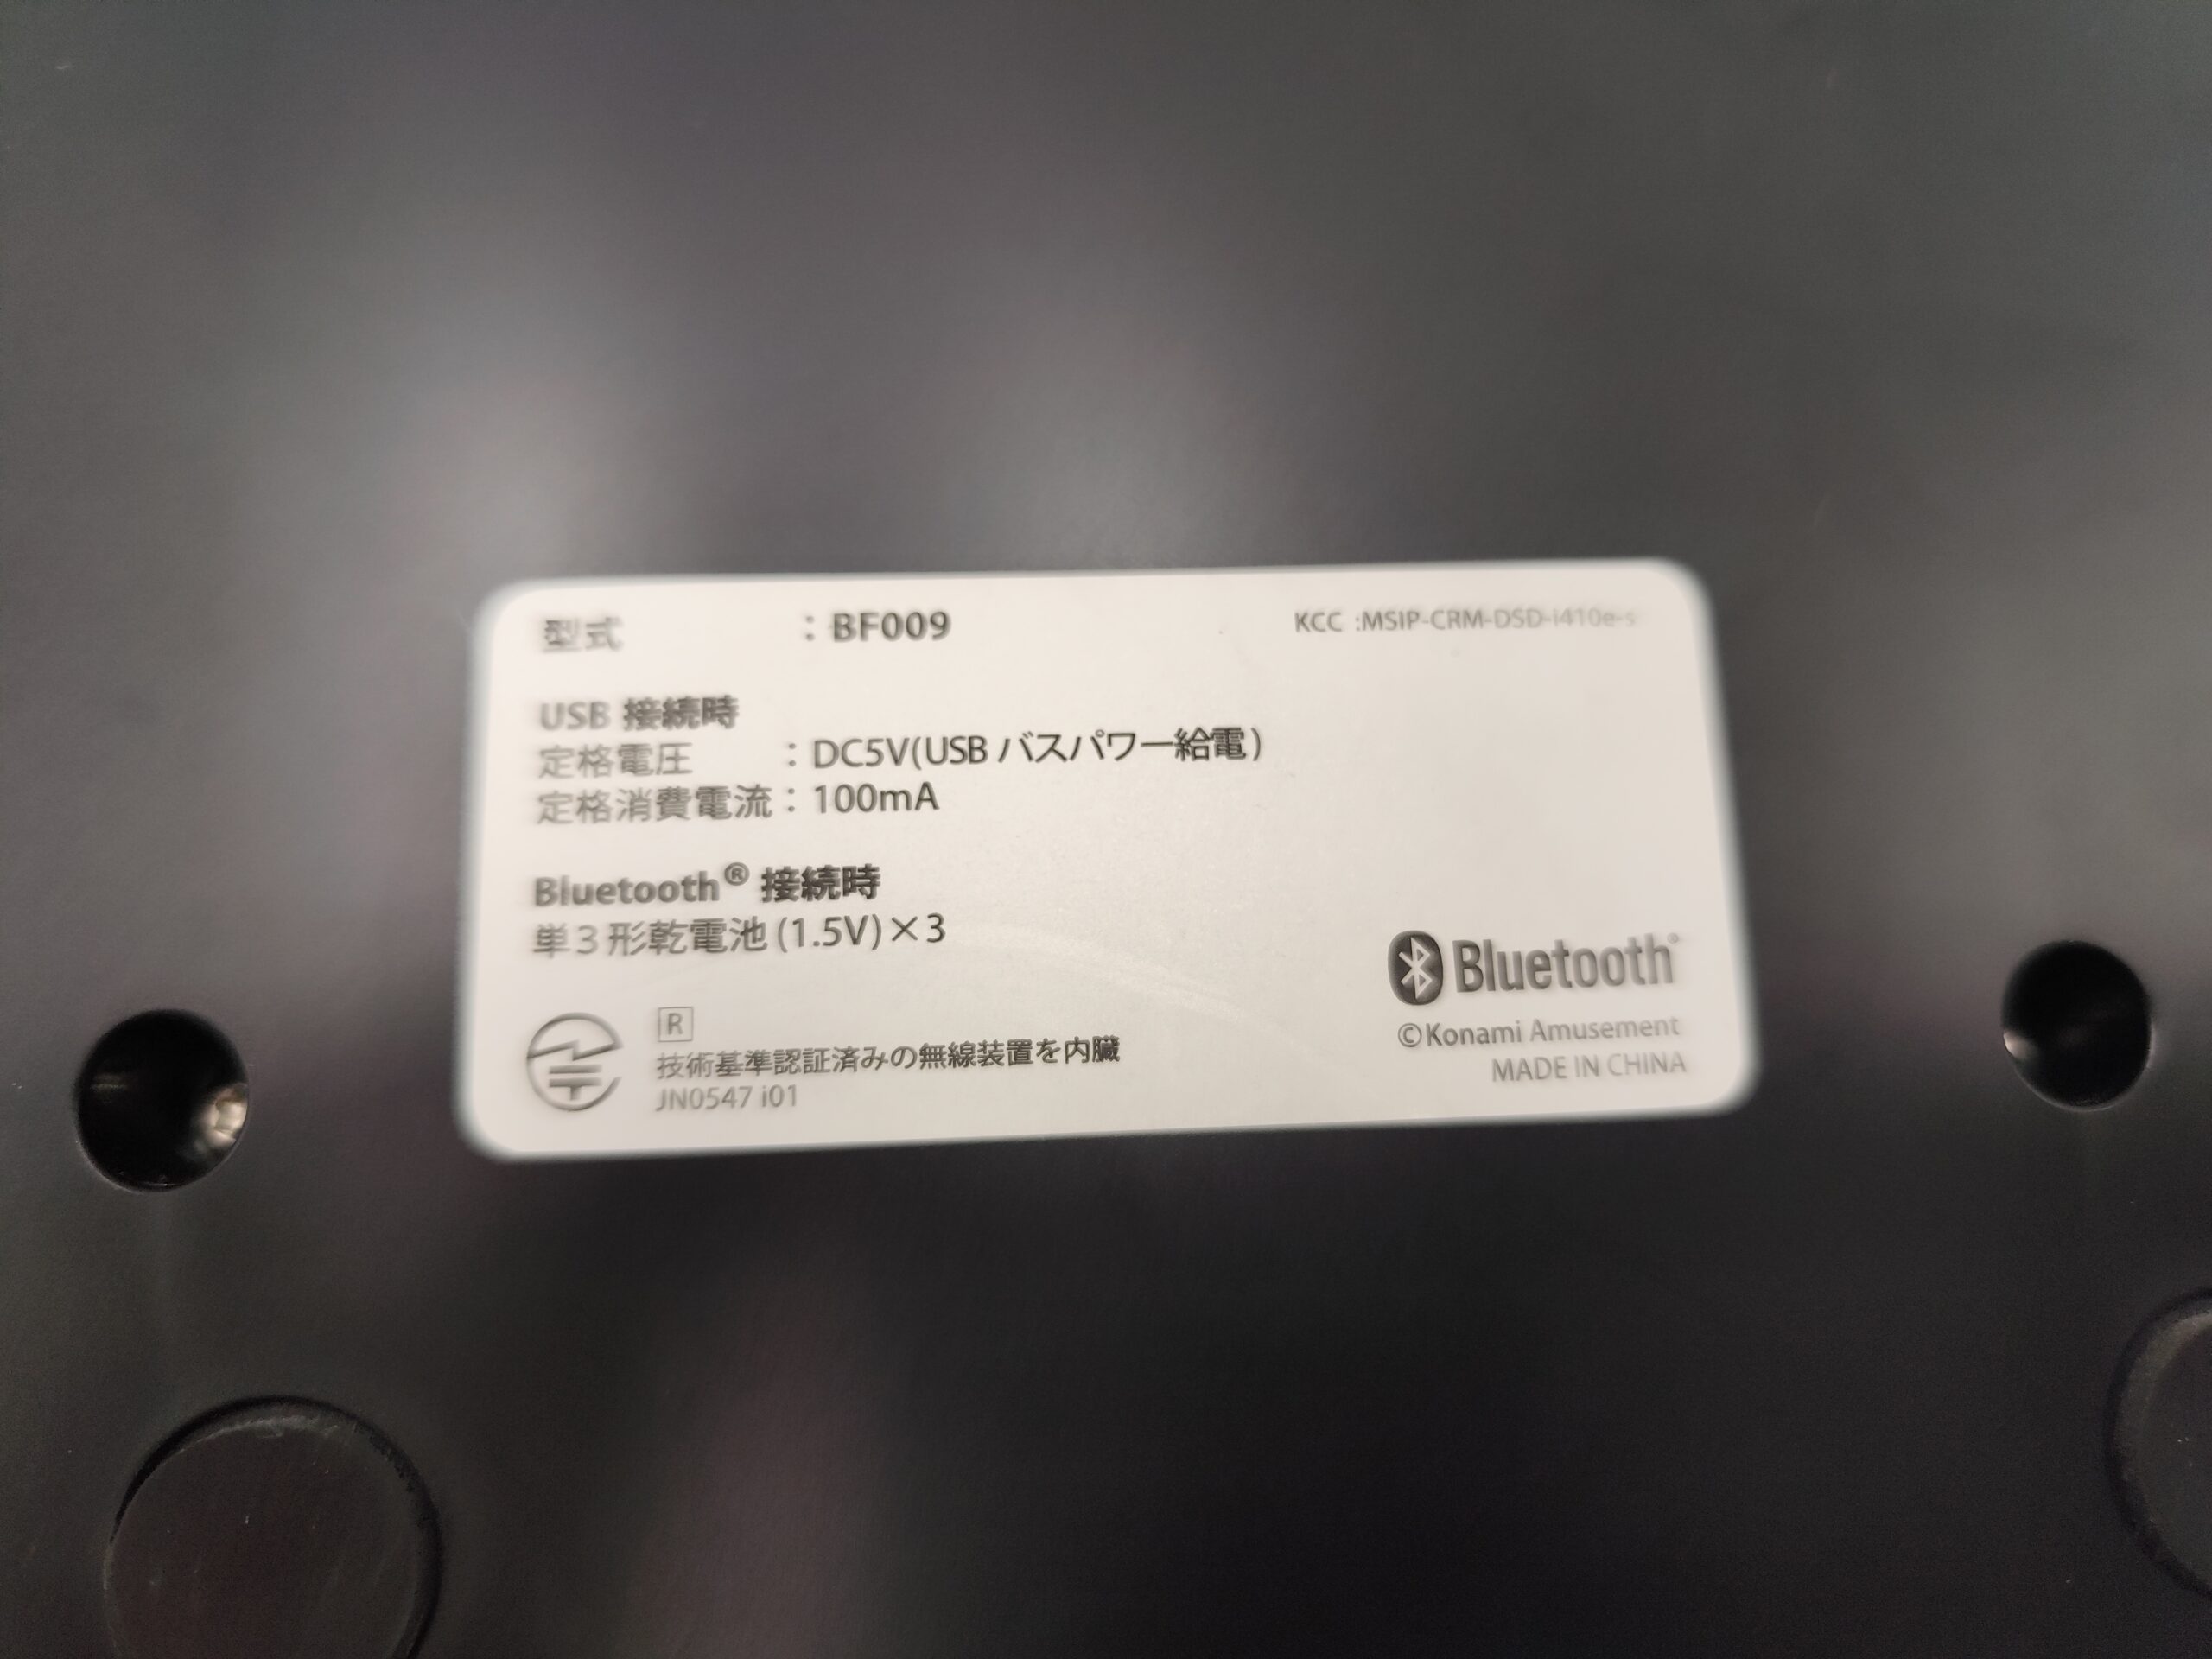 型式 : BF009
KCC :MSIP-CRM-DSD-i410e-s
USB 接続時
定格電圧 : DC5V(USB バスパワー給電)
定格消費電流 : 100mA
Bluetooth® 接続時
単3形乾電池 (1.5V)×3
R
技術基準認証済みの無線装置を内臓
JN0547 i01
Bluetooth®
©Konami Amusement
MADE IN CHINA